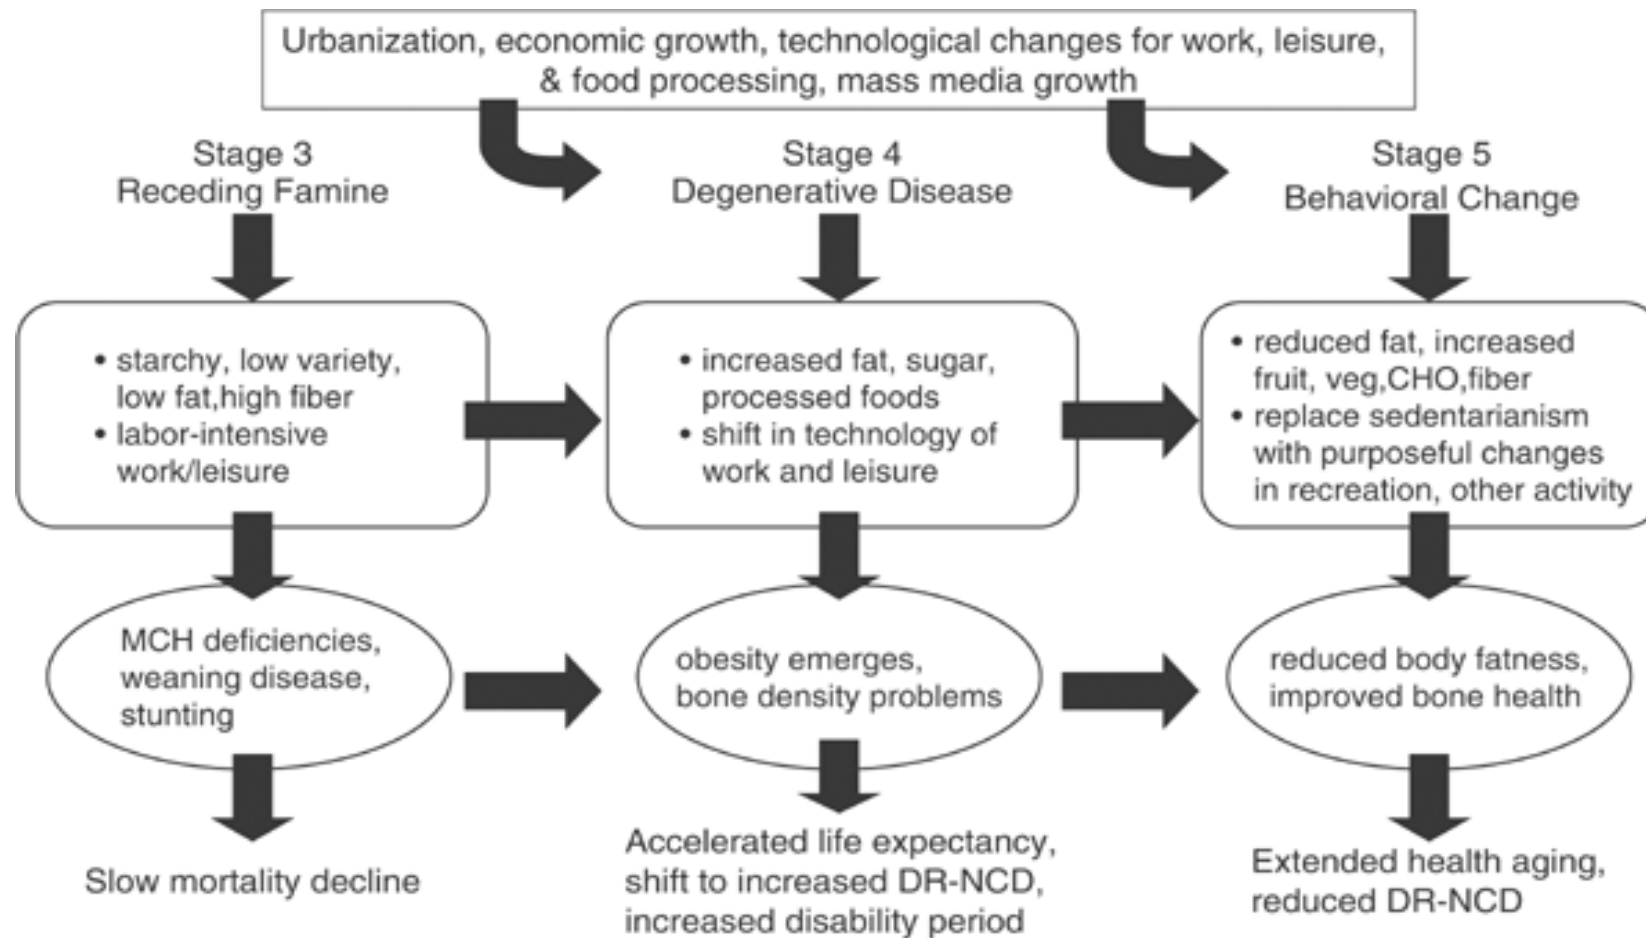 Urbanization, economic growth, technological changes for work, leisure,
& food processing, mass media growth
Stage 3
Receding Famine
Stage 4
Degenerative Disease
Stage 5
Behavioral Change
• starchy, low variety,
low fat,high fiber
• labor-intensive
work/leisure
• increased fat, sugar,
processed foods
• shift in technology of
work and leisure
• reduced fat, increased
fruit, veg,CHO,fiber
• replace sedentarianism
with purposeful changes
in recreation, other activity
MCH deficiencies,
weaning disease,
stunting
obesity emerges,
bone density problems
reduced body fatness,
improved bone health
Slow mortality decline
Accelerated life expectancy,
shift to increased DR-NCD,
increased disability period
Extended health aging,
reduced DR-NCD